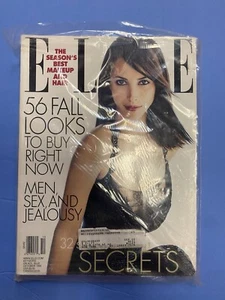 ELLE
THE
SEASON'S
BEST
MAKEUP
AND
HAIR
56 FALL
LOOKS
TO BUY
RIGHT
NOW
MEN,
SEX, AND
JEALOUSY
32
SECRETS